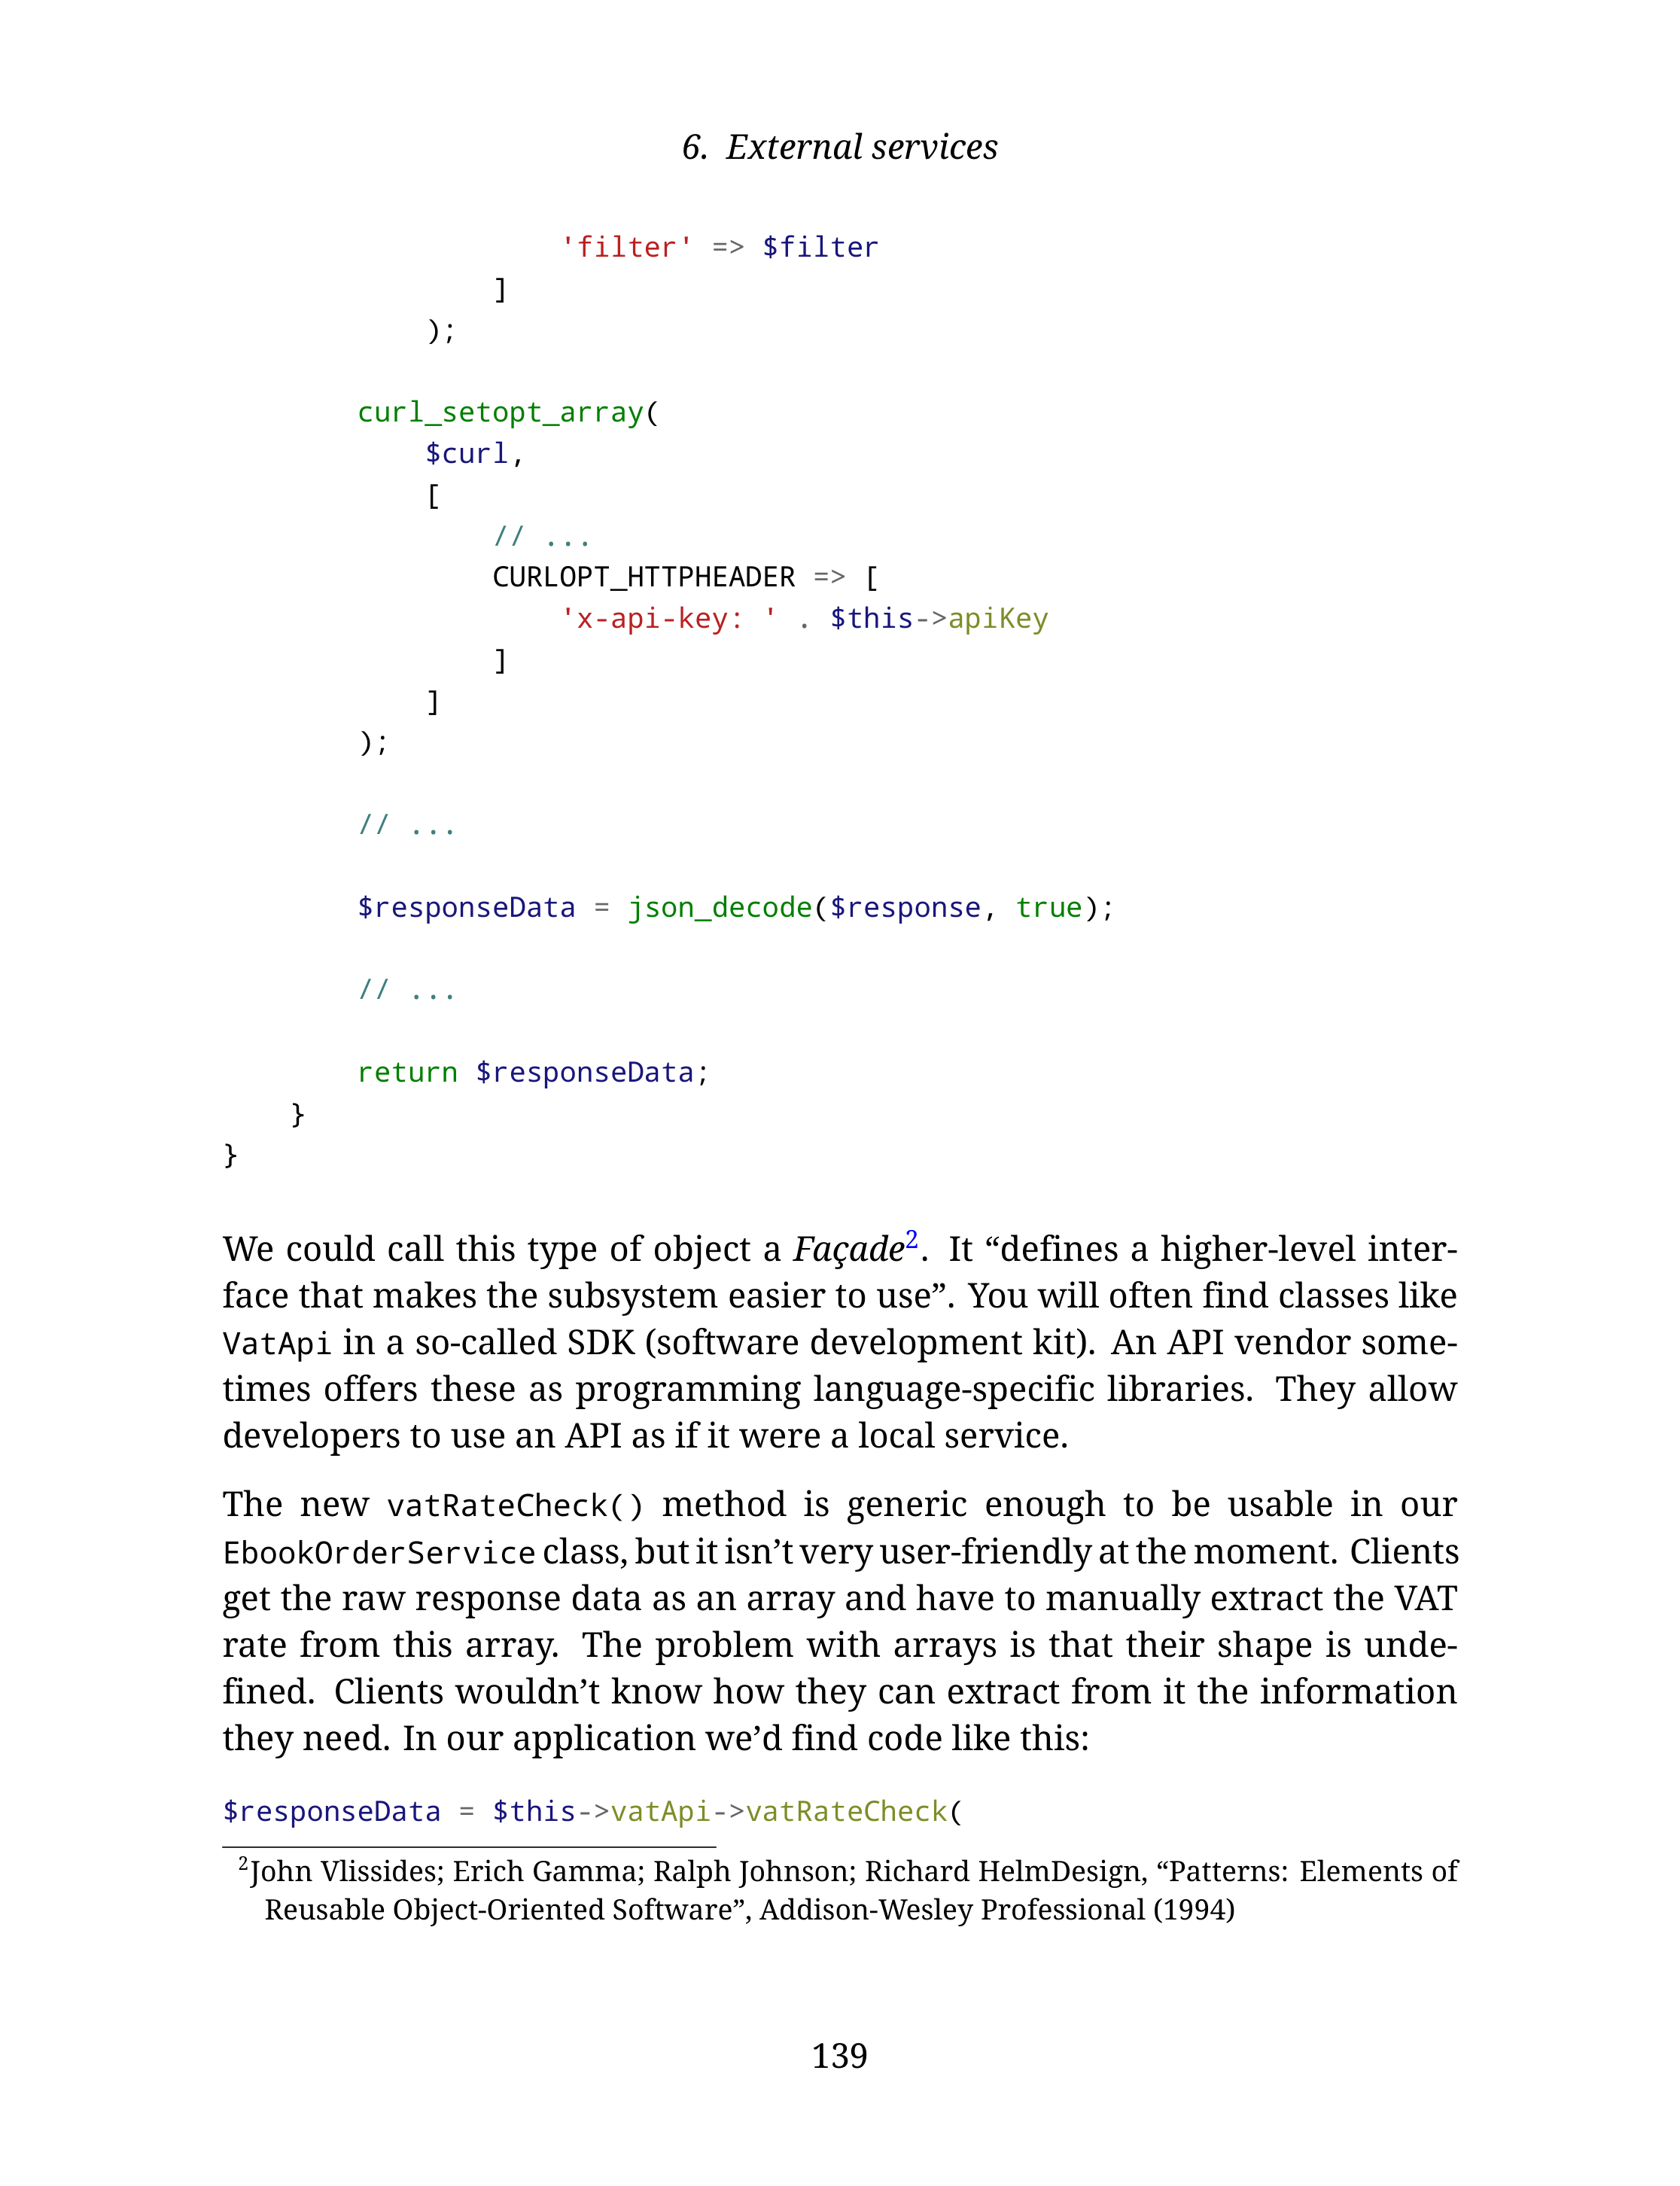 6. External services
'filter' => $filter
]
);
curl_setopt_array(
$curl,
[
// ...
CURLOPT_HTTPHEADER => [
'x-api-key: ' . $this->apiKey
]
]
);
// ...
$responseData = json_decode($response, true);
// ...
return $responseData;
}
}
We could call this type of object a Façade2. It “defines a higher-level inter-
face that makes the subsystem easier to use”. You will often find classes like
VatApi in a so-called SDK (software development kit). An API vendor some-
times offers these as programming language-specific libraries. They allow
developers to use an API as if it were a local service.
The new vatRateCheck() method is generic enough to be usable in our
EbookOrderService class, but it isn’t very user-friendly at the moment. Clients
get the raw response data as an array and have to manually extract the VAT
rate from this array. The problem with arrays is that their shape is unde-
fined. Clients wouldn’t know how they can extract from it the information
they need. In our application we’d find code like this:
$responseData = $this->vatApi->vatRateCheck(
2John Vlissides; Erich Gamma; Ralph Johnson; Richard HelmDesign, “Patterns: Elements of
Reusable Object-Oriented Software”, Addison-Wesley Professional (1994)
139